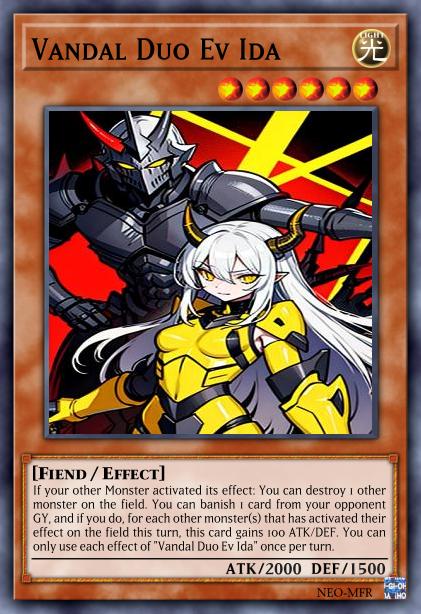 VANDAL DUO EV IDA
LIGHT
光
[FIEND / EFFECT]
If your other Monster activated its effect: You can destroy 1 other
monster on the field. You can banish 1 card from your opponent
GY, and if you do, for each other monster(s) that has activated their
effect on the field this turn, this card gains 100 ATK/DEF. You can
only use each effect of "Vandal Duo Ev Ida" once per turn.
ATK/2000 DEF/1500
NEO-MFR